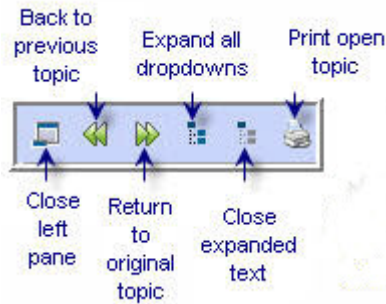 Back to
previous
topic
Expand all
dropdowns
Print open
topic
Close
left
pane
Return
to
original
topic
Close
expanded
text